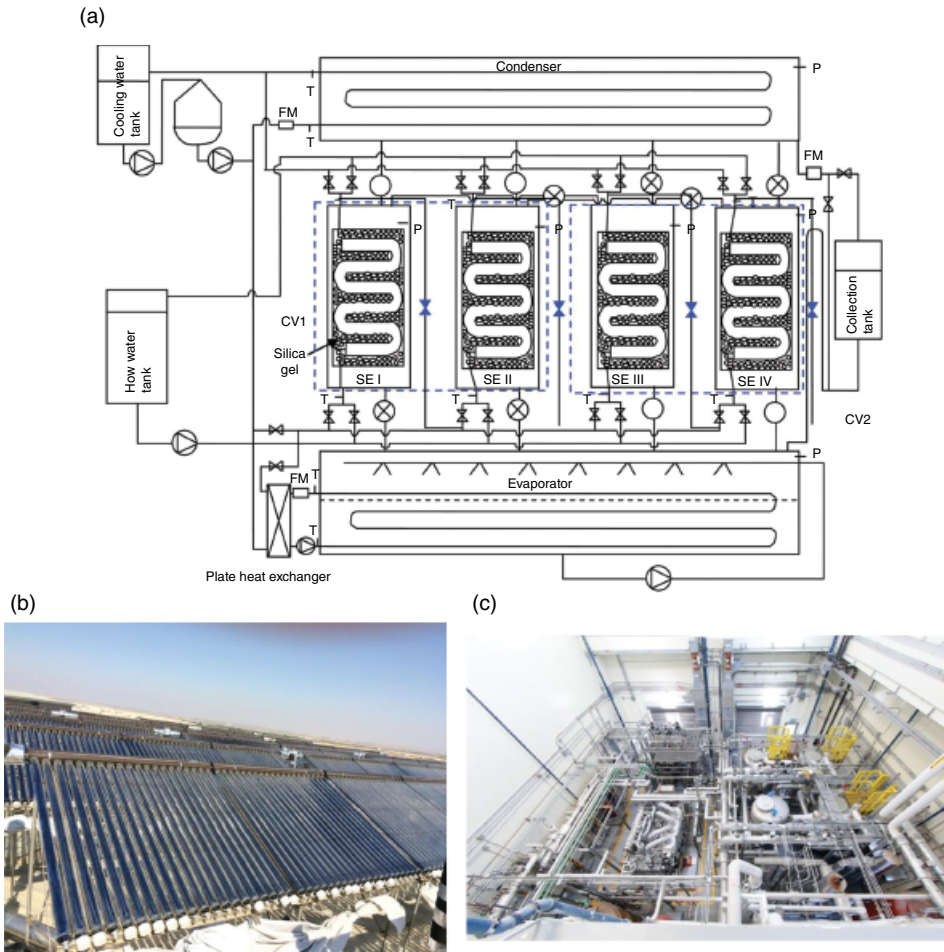 (a)
Condenser
P
T
T
FM
Cooling water
tank
FM
T
P
P
P
T
P
How water
tank
CV1
Silica
gel
SE I
SE II
SE III
SE IV
Collection
tank
T
T
T
T
CV2
P
FM
T
Evaporator
T
Plate heat exchanger
(b)
(c)